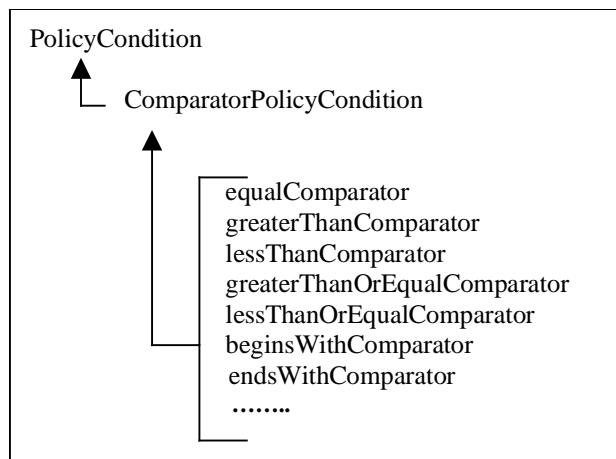 PolicyCondition
ComparatorPolicyCondition
equalComparator
greaterThanComparator
lessThanComparator
greaterThanOrEqualComparator
lessThanOrEqualComparator
beginsWithComparator
endsWithComparator
........